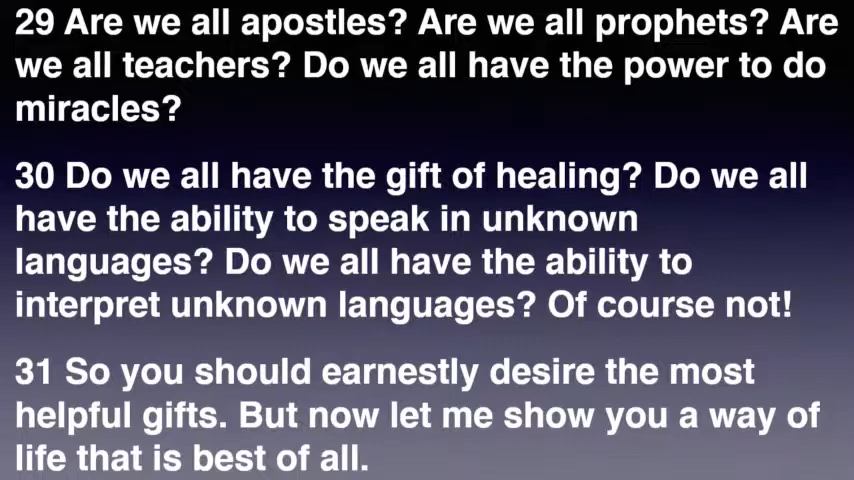 29 Are we all apostles? Are we all prophets? Are
we all teachers? Do we all have the power to do
miracles?
30 Do we all have the gift of healing? Do we all
have the ability to speak in unknown
languages? Do we all have the ability to
interpret unknown languages? Of course not!
31 So you should earnestly desire the most
helpful gifts. But now let me show you a way of
life that is best of all.